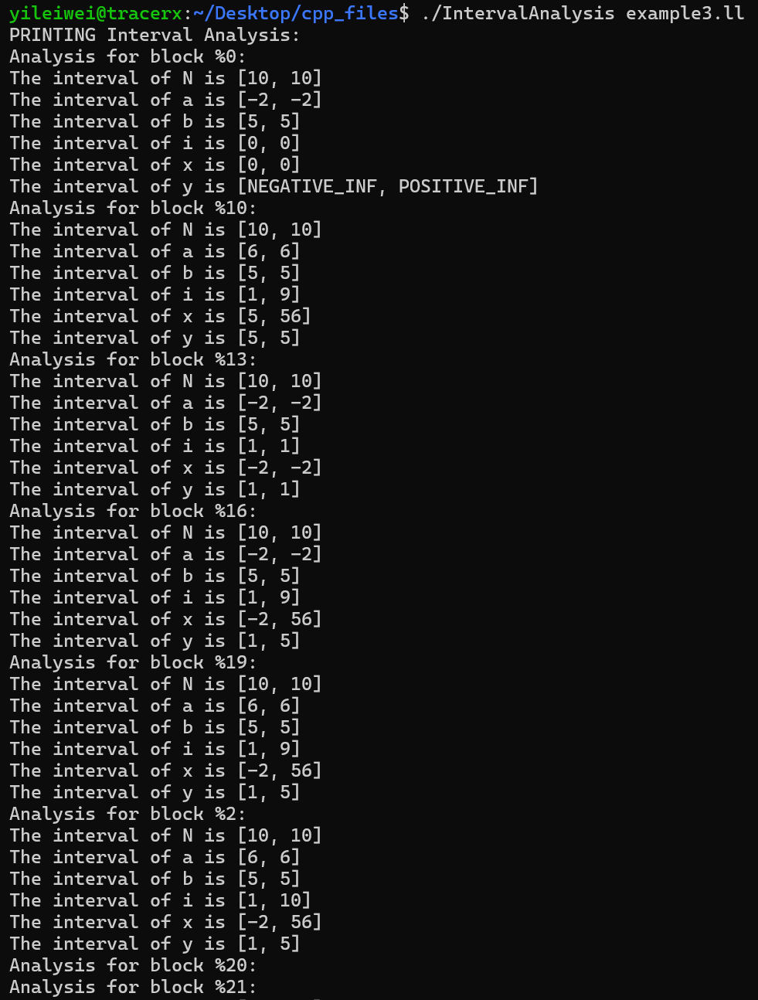 yileiwei@tracerx:~/Desktop/cpp_files$ ./IntervalAnalysis example3.ll
PRINTING Interval Analysis:
Analysis for block %0:
The interval of N is [10, 10]
The interval of a is [-2, -2]
The interval of b is [5, 5]
The interval of i is [0, 0]
The interval of x is [0, 0]
The interval of y is [NEGATIVE_INF, POSITIVE_INF]
Analysis for block %10:
The interval of N is [10, 10]
The interval of a is [6, 6]
The interval of b is [5, 5]
The interval of i is [1, 9]
The interval of x is [5, 56]
The interval of y is [5, 5]
Analysis for block %13:
The interval of N is [10, 10]
The interval of a is [-2, -2]
The interval of b is [5, 5]
The interval of i is [1, 1]
The interval of x is [-2, -2]
The interval of y is [1, 1]
Analysis for block %16:
The interval of N is [10, 10]
The interval of a is [-2, -2]
The interval of b is [5, 5]
The interval of i is [1, 9]
The interval of x is [-2, 56]
The interval of y is [1, 5]
Analysis for block %19:
The interval of N is [10, 10]
The interval of a is [6, 6]
The interval of b is [5, 5]
The interval of i is [1, 9]
The interval of x is [-2, 56]
The interval of y is [1, 5]
Analysis for block %2:
The interval of N is [10, 10]
The interval of a is [6, 6]
The interval of b is [5, 5]
The interval of i is [1, 10]
The interval of x is [-2, 56]
The interval of y is [1, 5]
Analysis for block %20:
Analysis for block %21: